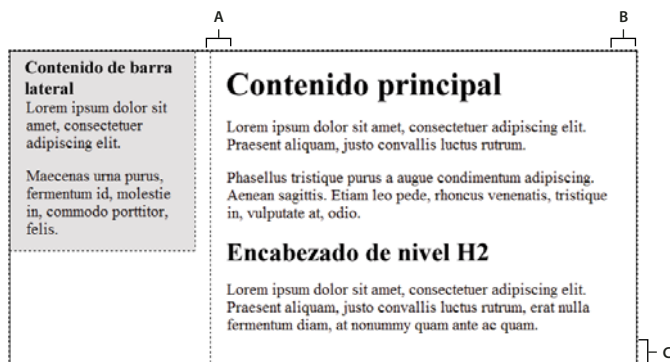 A
B
Contenido de barra
lateral
Lorem ipsum dolor sit
amet, consectetuer
adipiscing elit.
Maecenas urna purus,
fermentum id, molestie
in, commodo porttitor,
felis.
Contenido principal
Lorem ipsum dolor sit amet, consectetuer adipiscing elit.
Praesent aliquam, justo convallis luctus rutrum.
Phasellus tristique purus a augue condimentum adipiscing.
Aenean sagittis. Etiam leo pede, rhoncus venenatis, tristique
in, vulputate at, odio.
Encabezado de nivel H2
Lorem ipsum dolor sit amet, consectetuer adipiscing elit.
Praesent aliquam, justo convallis luctus rutrum, erat nulla
fermentum diam, at nonummy quam ante ac quam.
C